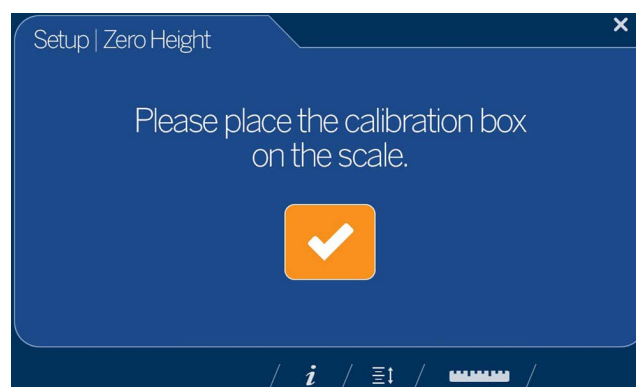 Setup | Zero Height
Please place the calibration box
on the scale.
i